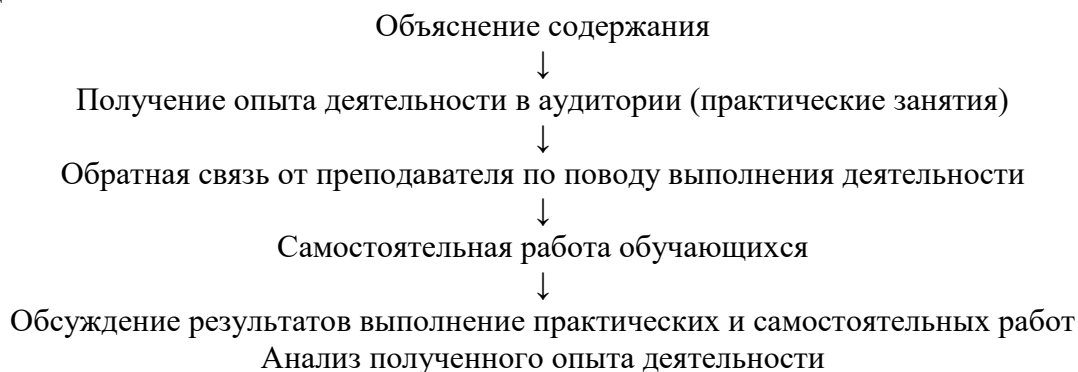 Объяснение содержания
↓
Получение опыта деятельности в аудитории (практические занятия)
↓
Обратная связь от преподавателя по поводу выполнения деятельности
↓
Самостоятельная работа обучающихся
↓
Обсуждение результатов выполнение практических и самостоятельных работ
Анализ полученного опыта деятельности